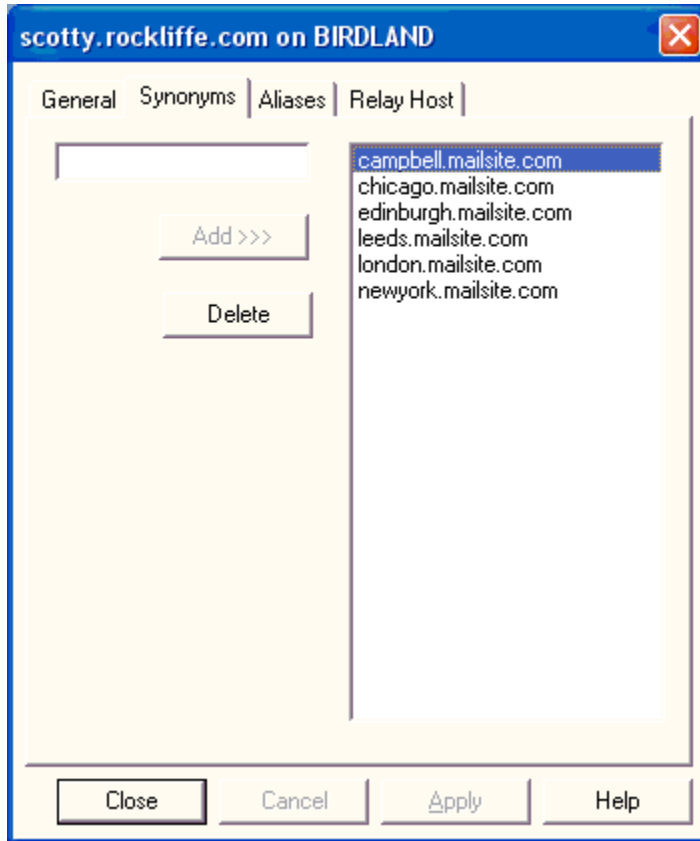 scotty.rockliffe.com on BIRDLAND
General Synonyms Aliases Relay Host
campbell.mailsite.com
chicago.mailsite.com
edinburgh.mailsite.com
leeds.mailsite.com
london.mailsite.com
newyork.mailsite.com
Add >>>
Delete
Close Cancel Apply Help